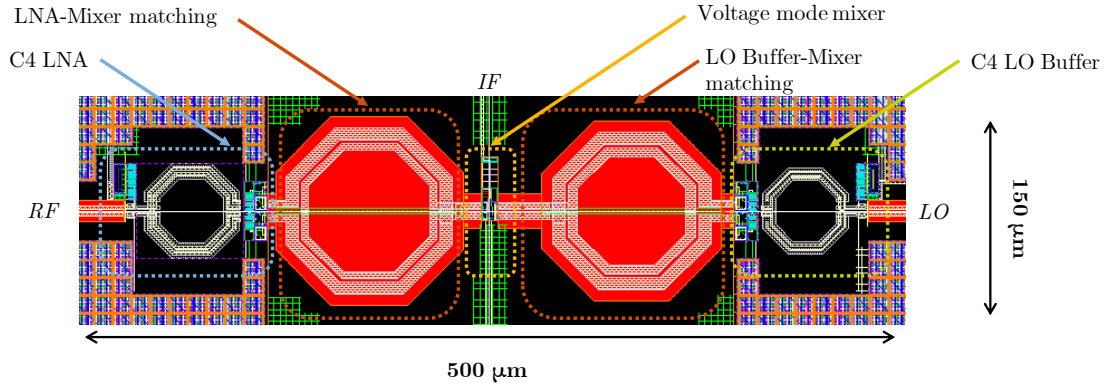 LNA-Mixer matching
Voltage mode mixer
C4 LNA
LO Buffer-Mixer
matching
C4 LO Buffer
IF
RF
LO
150 μm
500 μm